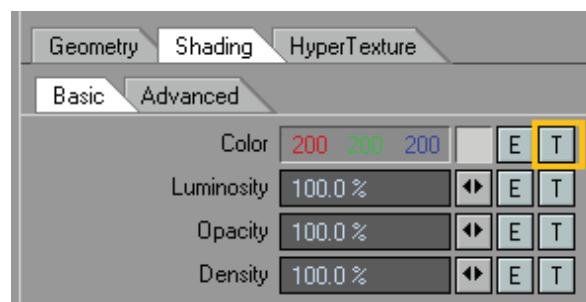 Geometry Shading HyperTexture
Basic Advanced
Color 200 200 200 E T
Luminosity 100.0 % E T
Opacity 100.0 % E T
Density 100.0 % E T